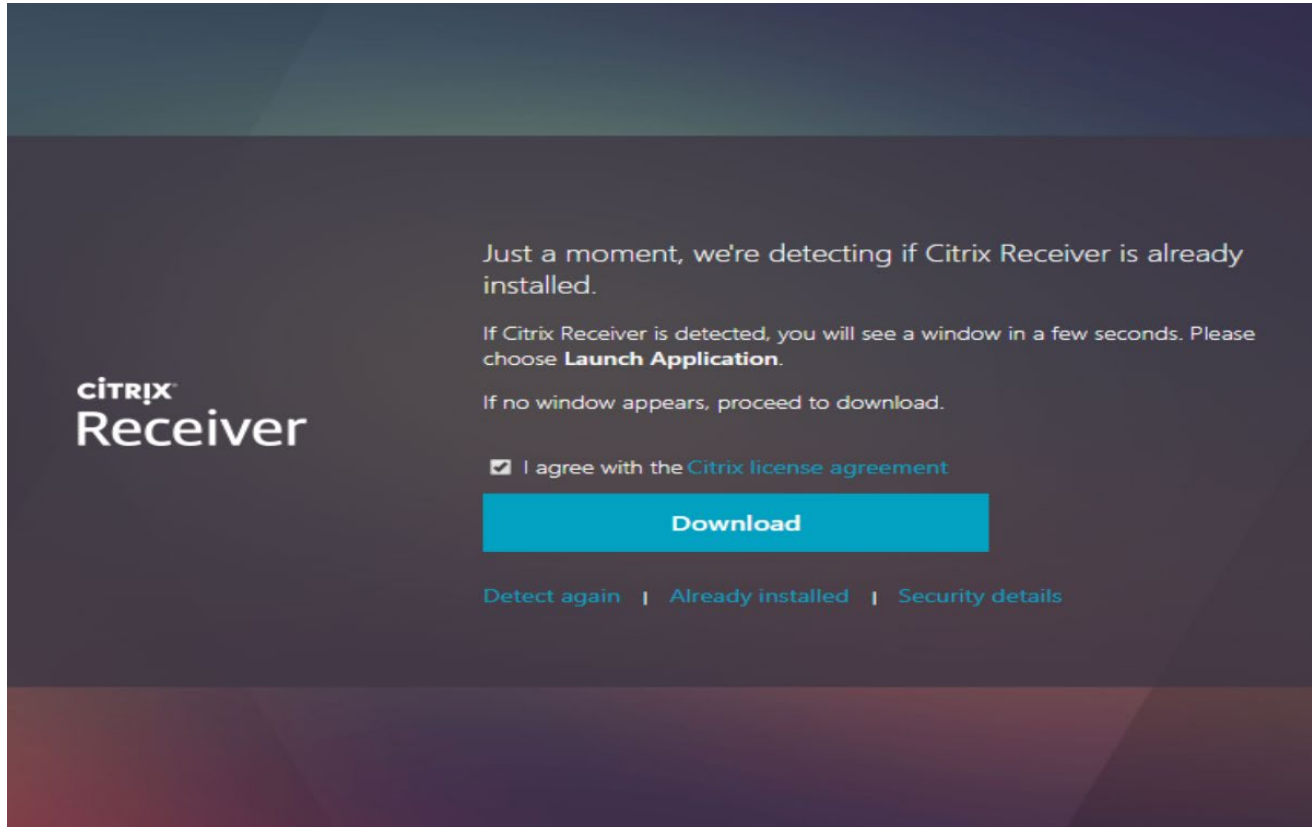 Just a moment, we're detecting if Citrix Receiver is already
installed.
If Citrix Receiver is detected, you will see a window in a few seconds. Please
choose Launch Application.
If no window appears, proceed to download.
CİTRỊX
Receiver
I agree with the Citrix license agreement
Download
Detect again | Already installed | Security details